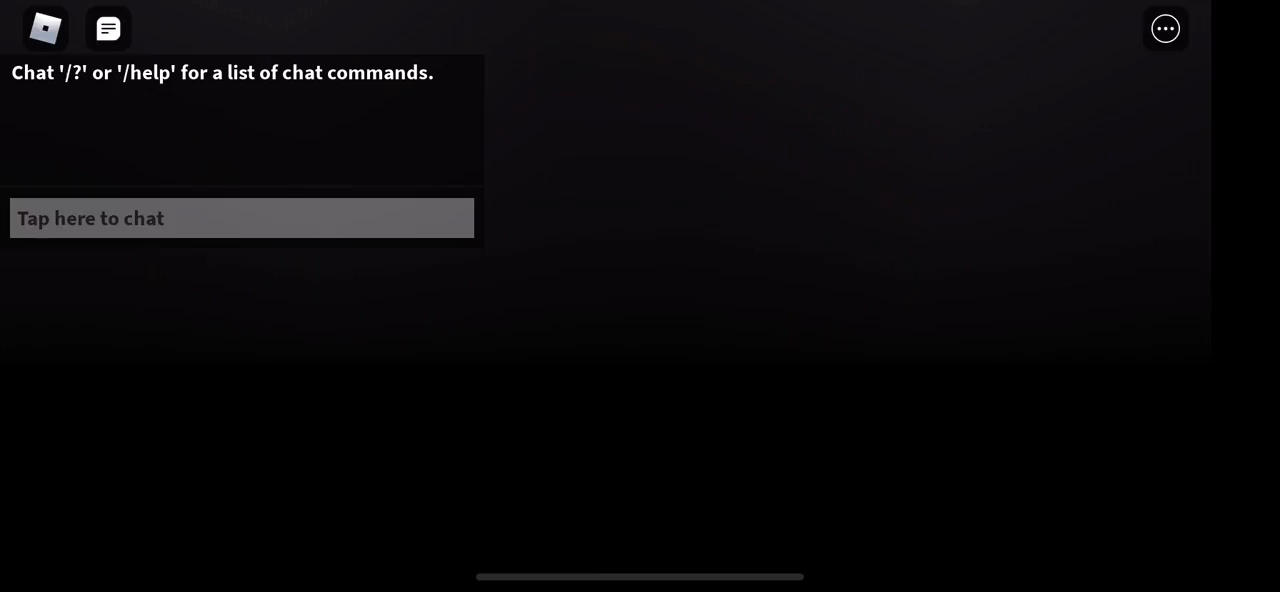 Chat '/?' or '/help' for a list of chat commands.
Tap here to chat